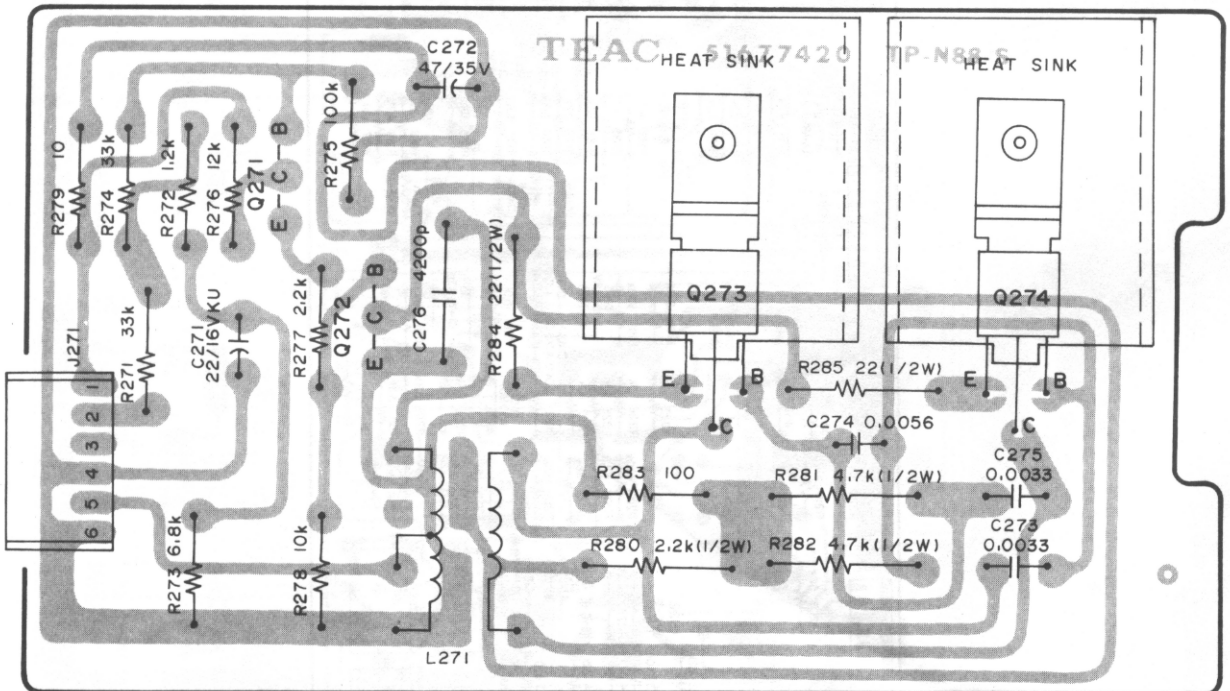 TEAC 51677420 TP-N88-S
HEAT SINK
HEAT SINK
C272
47/35V
R279 10
R274 33k
R272 1.2k
R276 12k
Q271
B
C
E
R275 100k
J271
1
2
3
4
5
6
R271 33k
C271
22/16VKU
R277 2.2k
Q272
B
C
E
C276 4200p
R284 22(1/2W)
Q273
E
B
C
Q274
E
B
C
R285 22(1/2W)
C274 0.0056
R283 100
R281 4.7k(1/2W)
C275
0.0033
R280 2.2k(1/2W)
R282 4.7k(1/2W)
C273
0.0033
R273 6.8k
R278 10k
L271